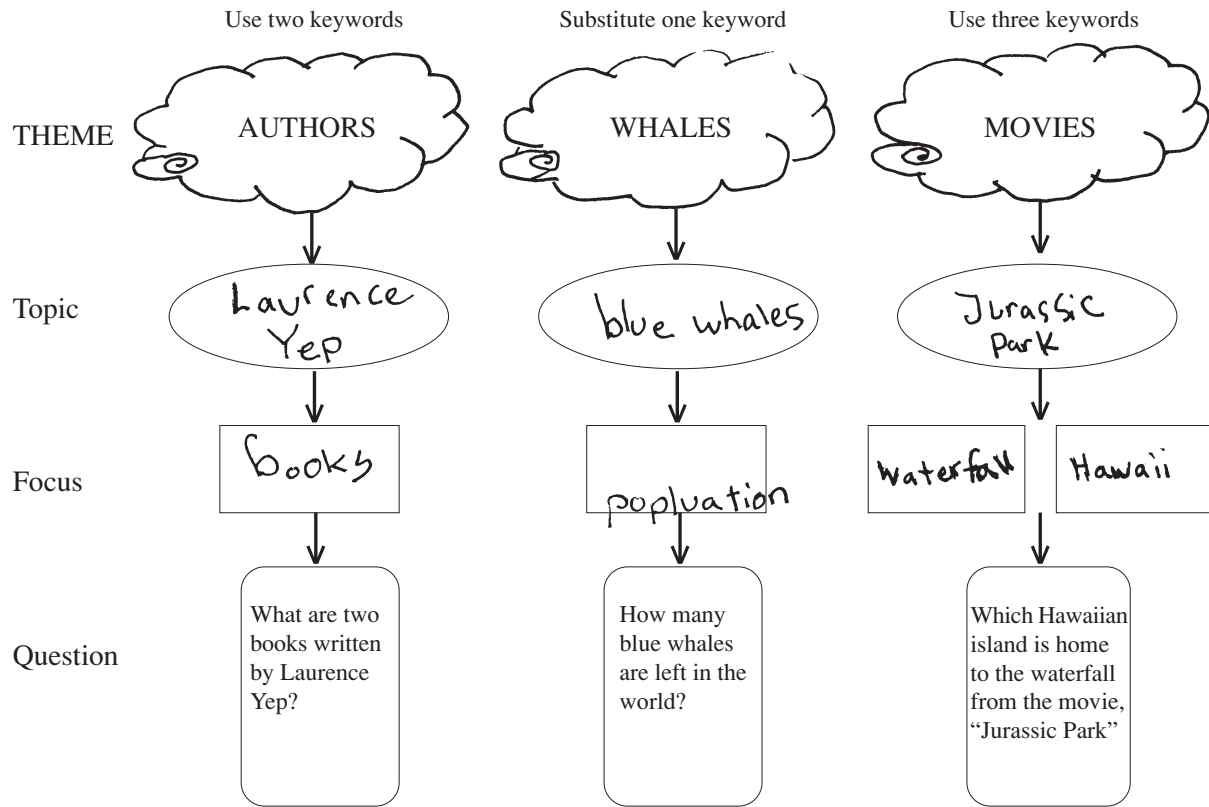 Use two keywords
Substitute one keyword
Use three keywords
THEME
AUTHORS
WHALES
MOVIES
Topic
Laurence
Yep
blue whales
Jurassic
Park
Focus
books
popluation
waterfall
Hawaii
Question
What are two
books written
by Laurence
Yep?
How many
blue whales
are left in the
world?
Which Hawaiian
island is home
to the waterfall
from the movie,
“Jurassic Park”